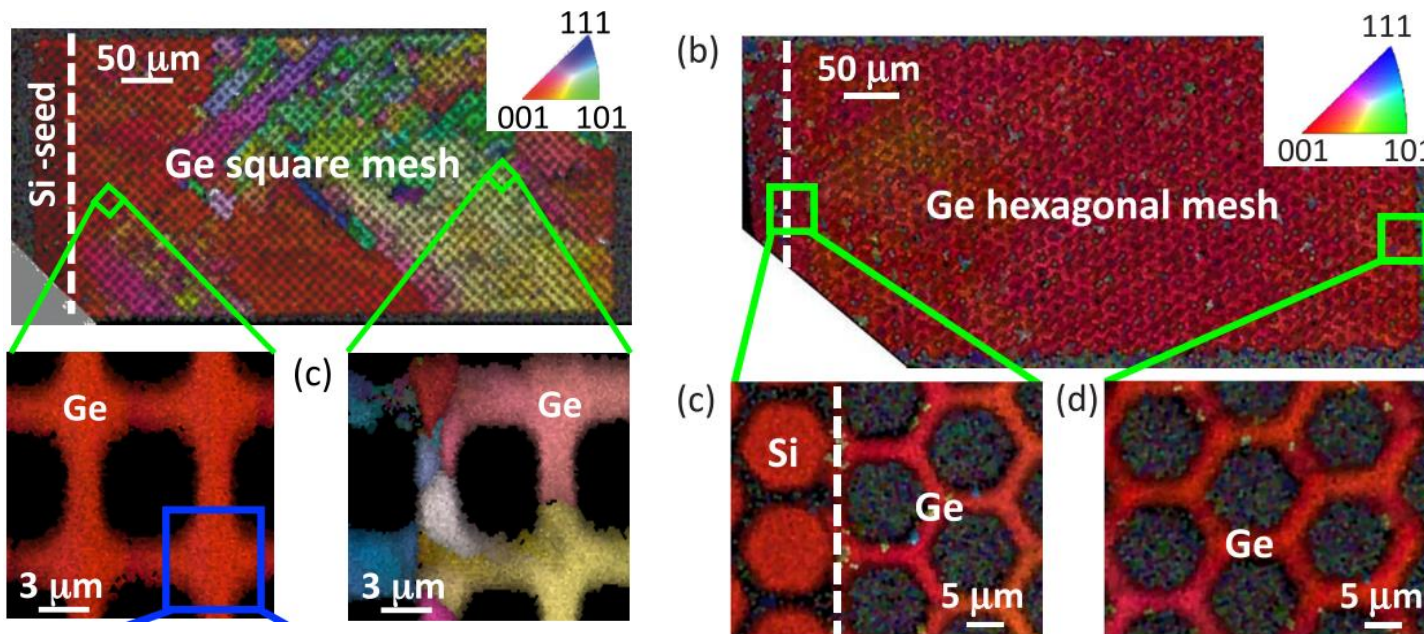 111
50 μm
001 101
Si -seed
Ge square mesh
(b)
111
50 μm
001 101
Ge hexagonal mesh
Ge
3 μm
(c)
Ge
3 μm
(c)
Si
Ge
5 μm
(d)
Ge
5 μm